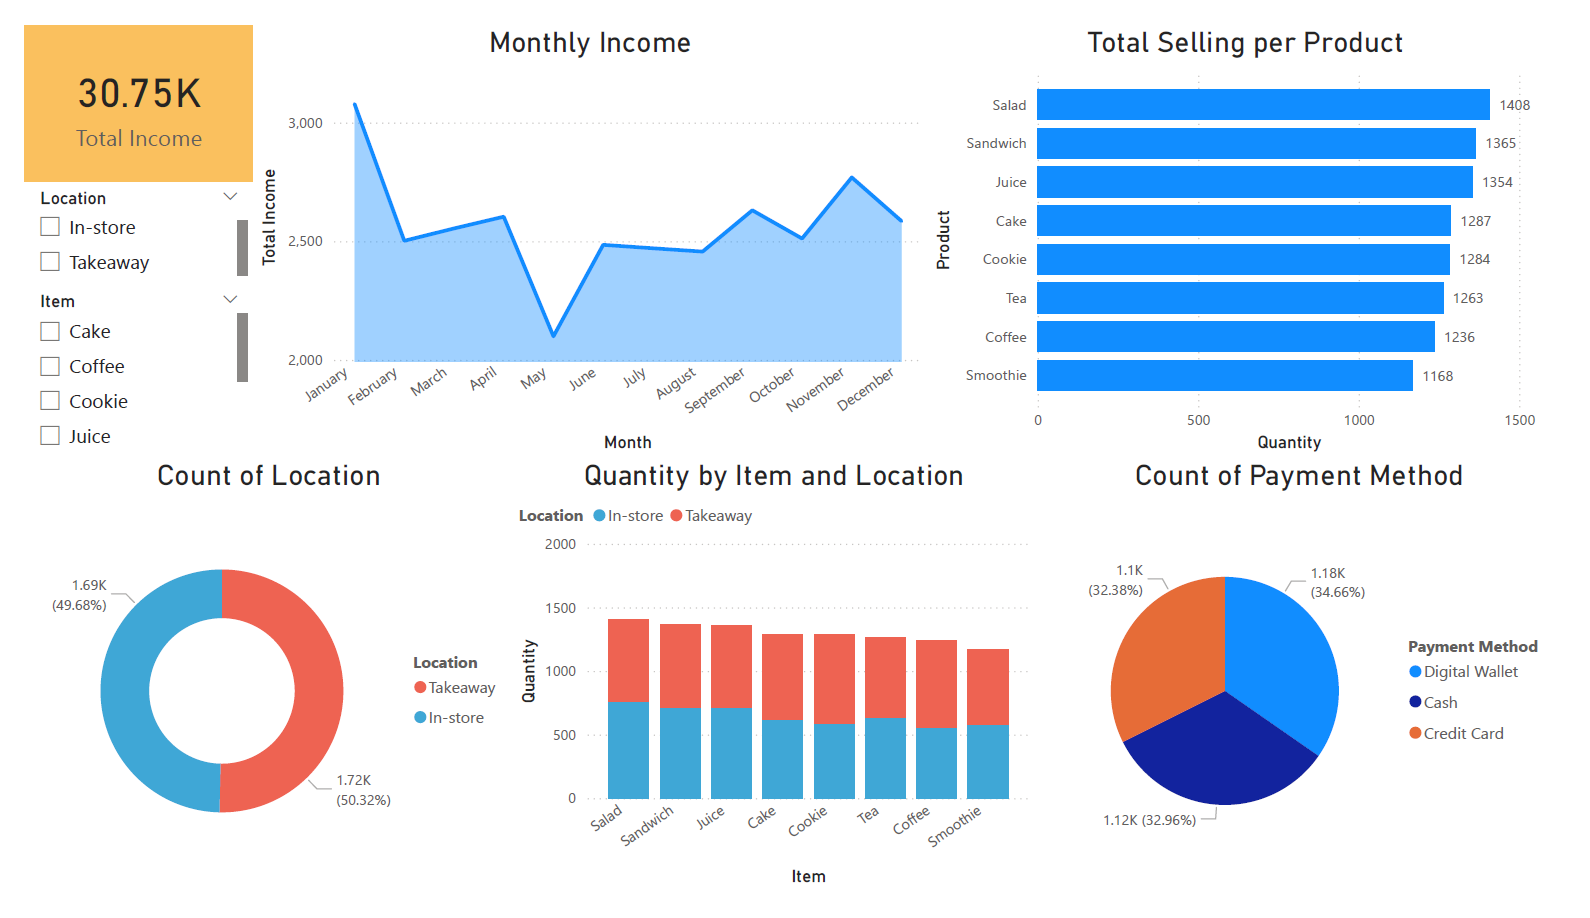 30.75K
Total Income
Location
In-store
Takeaway
Item
Cake
Coffee
Cookie
Juice
Monthly Income
Total Income
3,000
2,500
2,000
January
February
March
April
May
June
July
August
September
October
November
December
Month
Total Selling per Product
Product
Salad 1408
Sandwich 1365
Juice 1354
Cake 1287
Cookie 1284
Tea 1263
Coffee 1236
Smoothie 1168
0 500 1000 1500
Quantity
Count of Location
1.69K
(49.68%)
1.72K
(50.32%)
Location
Takeaway
In-store
Quantity by Item and Location
Location In-store Takeaway
Quantity
2000
1500
1000
500
0
Salad
Sandwich
Juice
Cake
Cookie
Tea
Coffee
Smoothie
Item
Count of Payment Method
1.1K
(32.38%)
1.18K
(34.66%)
1.12K (32.96%)
Payment Method
Digital Wallet
Cash
Credit Card